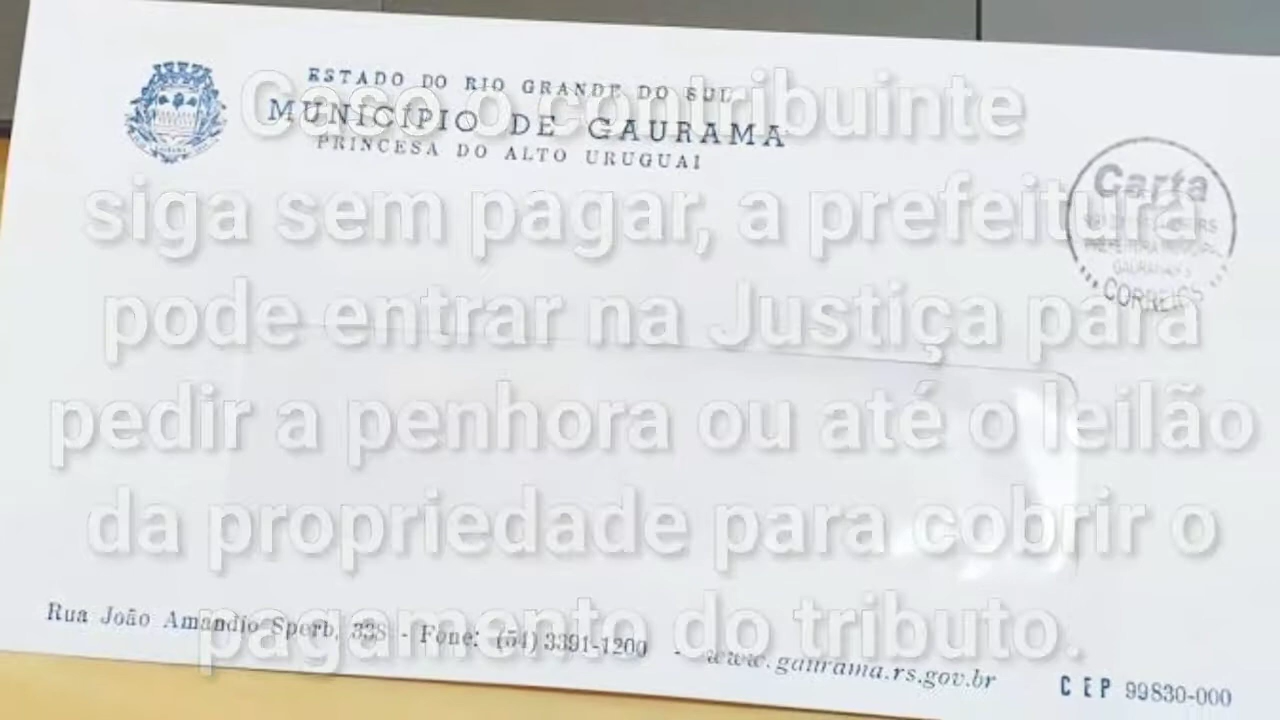 ESTADO DO RIO GRANDE DO SUL
MUNICÍPIO DE GAURAMA
PRINCESA DO ALTO URUGUAI
Carta
CORREIOS
Caso o contribuinte
siga sem pagar, a prefeitura
pode entrar na Justiça para
pedir a penhora ou até o leilão
da propriedade para cobrir o
pagamento do tributo.
Rua João Amandio Sperb, 338 - Fone: (54) 3391-1200 - www.gaurama.rs.gov.br
CEP 99830-000